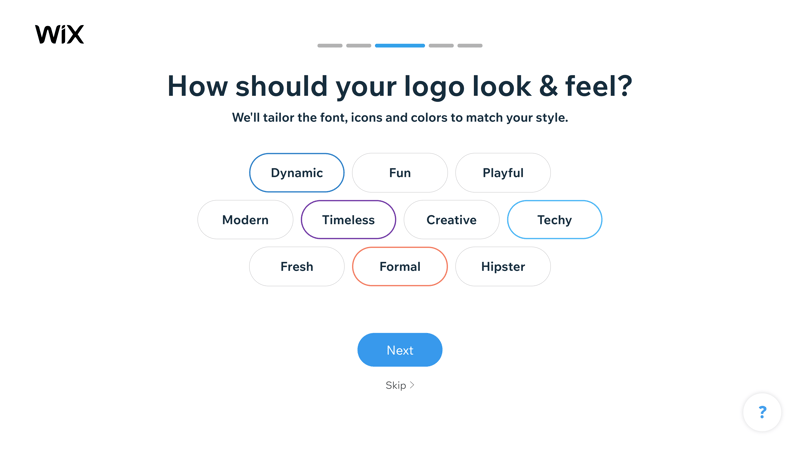 WiX
How should your logo look & feel?
We'll tailor the font, icons and colors to match your style.
Dynamic Fun Playful
Modern Timeless Creative Techy
Fresh Formal Hipster
Next
Skip >
?